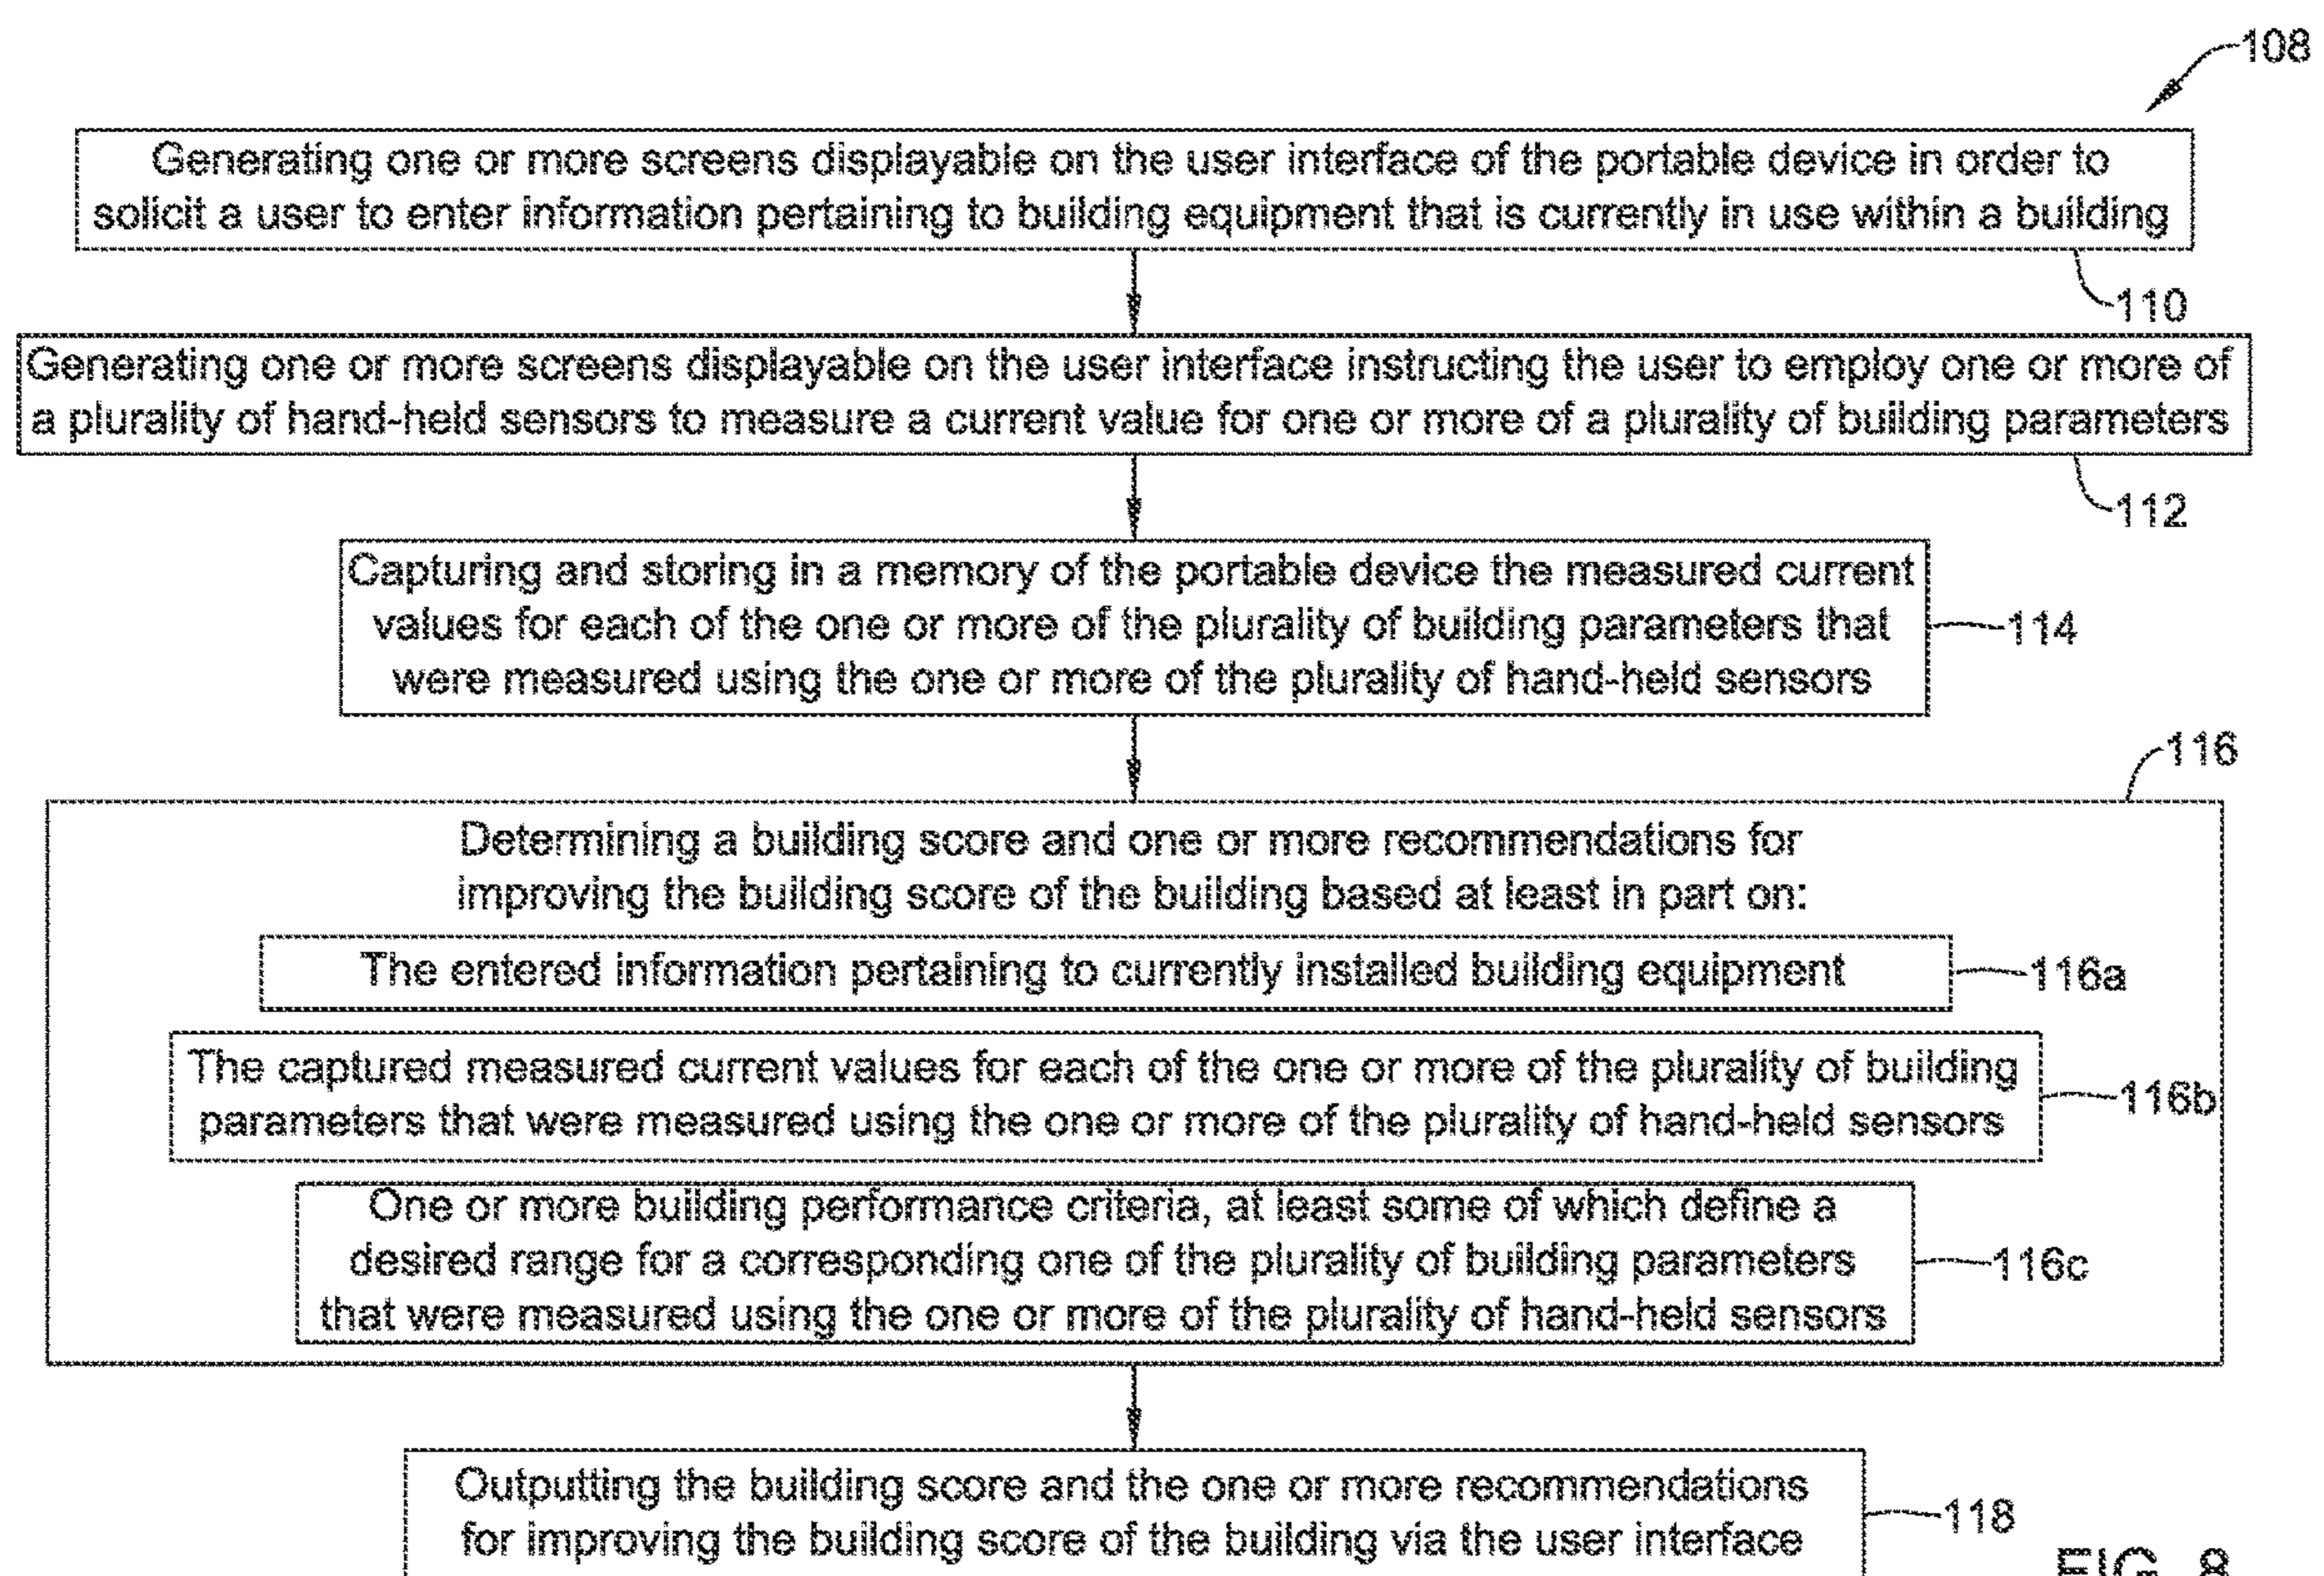 108
Generating one or more screens displayable on the user interface of the portable device in order to
solicit a user to enter information pertaining to building equipment that is currently in use within a building
110
Generating one or more screens displayable on the user interface instructing the user to employ one or more of
a plurality of hand-held sensors to measure a current value for one or more of a plurality of building parameters
112
Capturing and storing in a memory of the portable device the measured current
values for each of the one or more of the plurality of building parameters that
were measured using the one or more of the plurality of hand-held sensors
114
116
Determining a building score and one or more recommendations for
improving the building score of the building based at least in part on:
The entered information pertaining to currently installed building equipment
116a
The captured measured current values for each of the one or more of the plurality of building
parameters that were measured using the one or more of the plurality of hand-held sensors
116b
One or more building performance criteria, at least some of which define a
desired range for a corresponding one of the plurality of building parameters
that were measured using the one or more of the plurality of hand-held sensors
116c
Outputting the building score and the one or more recommendations
for improving the building score of the building via the user interface
118
FIG. 8